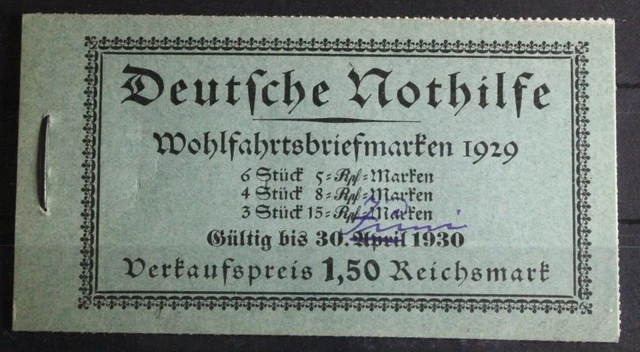 Deutsche Nothilfe
Wohlfahrtsbriefmarken 1929
6 Stück 5=Rpf=Marken
4 Stück 8=Rpf=Marken
3 Stück 15=Rpf=Marken
Juni
Gültig bis 30. April 1930
Verkaufspreis 1,50 Reichsmark